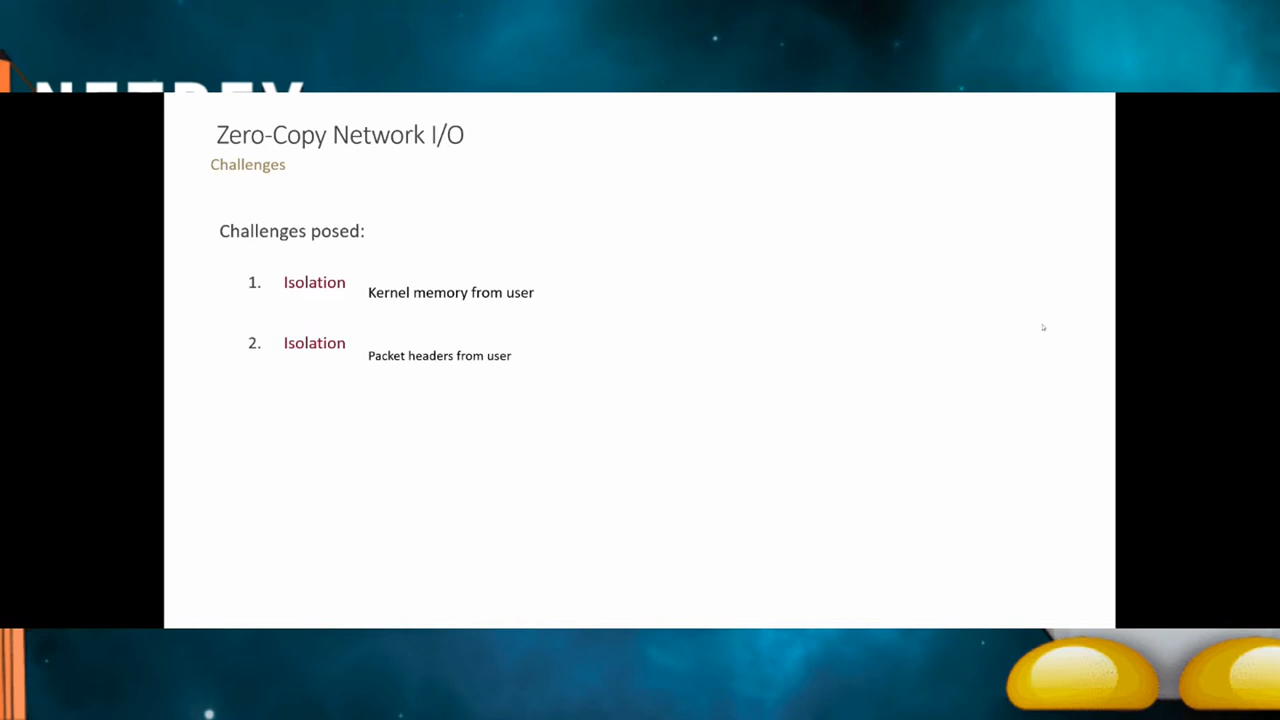 Zero-Copy Network I/O
Challenges
Challenges posed:
1. Isolation Kernel memory from user
2. Isolation Packet headers from user